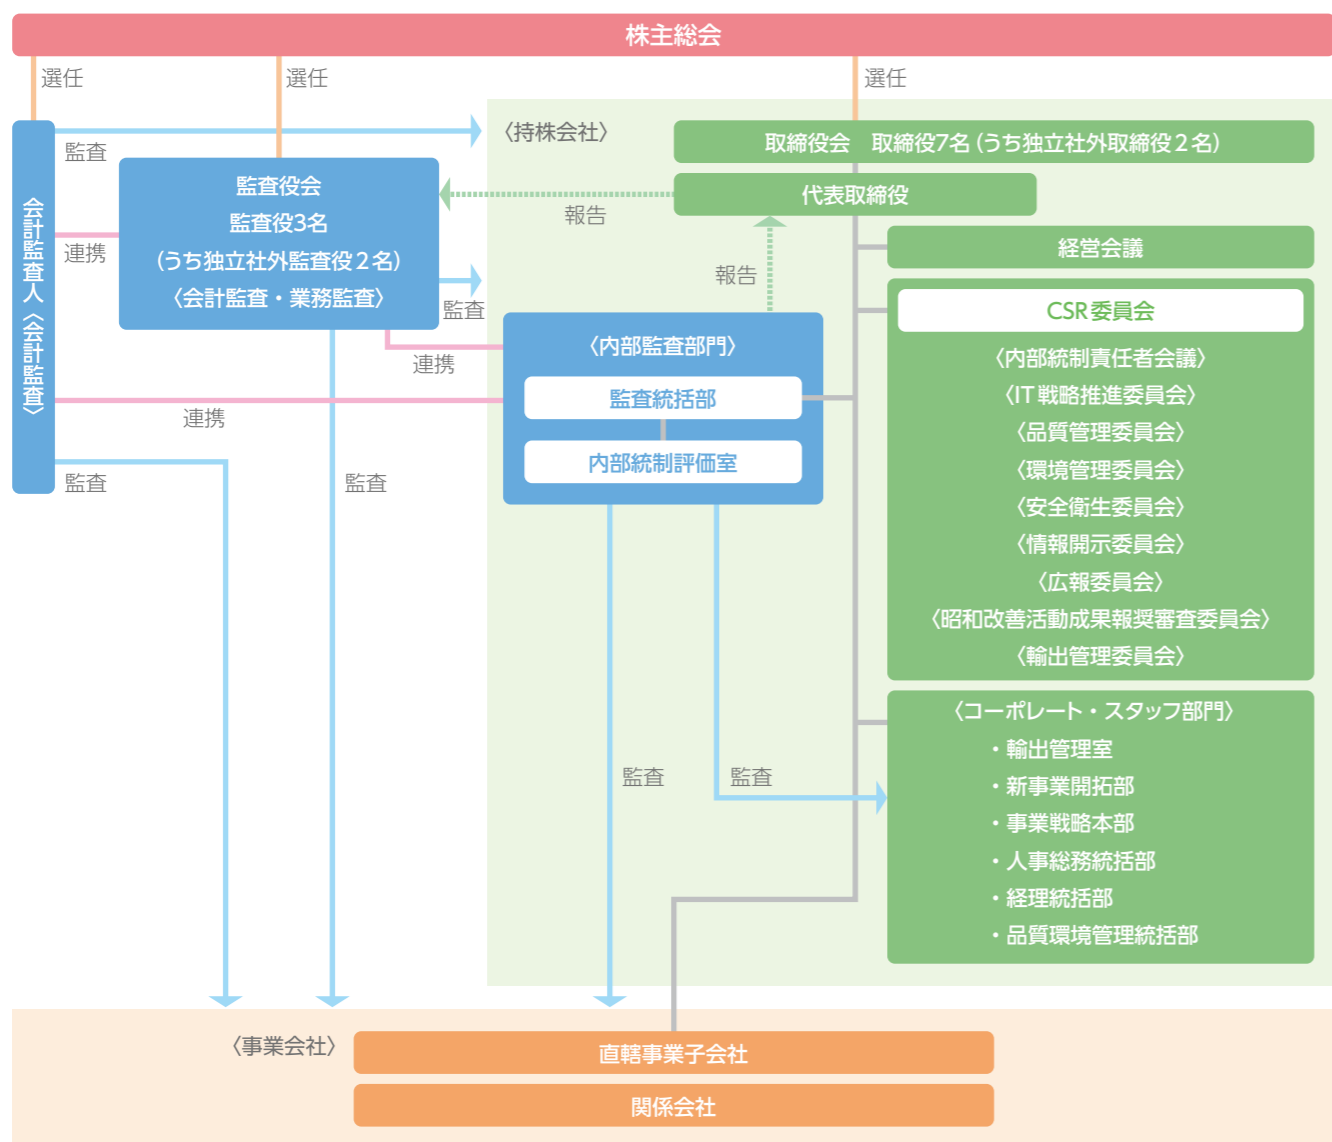 株主総会
選任
選任
選任
〈持株会社〉
取締役会　取締役7名（うち独立社外取締役２名）
監査
会計監査人〈会計監査〉
監査役会
監査役3名
（うち独立社外監査役２名）
〈会計監査・業務監査〉
代表取締役
報告
連携
報告
経営会議
監査
CSR委員会
〈内部統制責任者会議〉
〈IT戦略推進委員会〉
〈品質管理委員会〉
〈環境管理委員会〉
〈安全衛生委員会〉
〈情報開示委員会〉
〈広報委員会〉
〈昭和改善活動成果報奨審査委員会〉
〈輸出管理委員会〉
〈内部監査部門〉
監査統括部
内部統制評価室
連携
連携
監査
監査
監査
監査
〈コーポレート・スタッフ部門〉
・輸出管理室
・新事業開拓部
・事業戦略本部
・人事総務統括部
・経理統括部
・品質環境管理統括部
〈事業会社〉
直轄事業子会社
関係会社